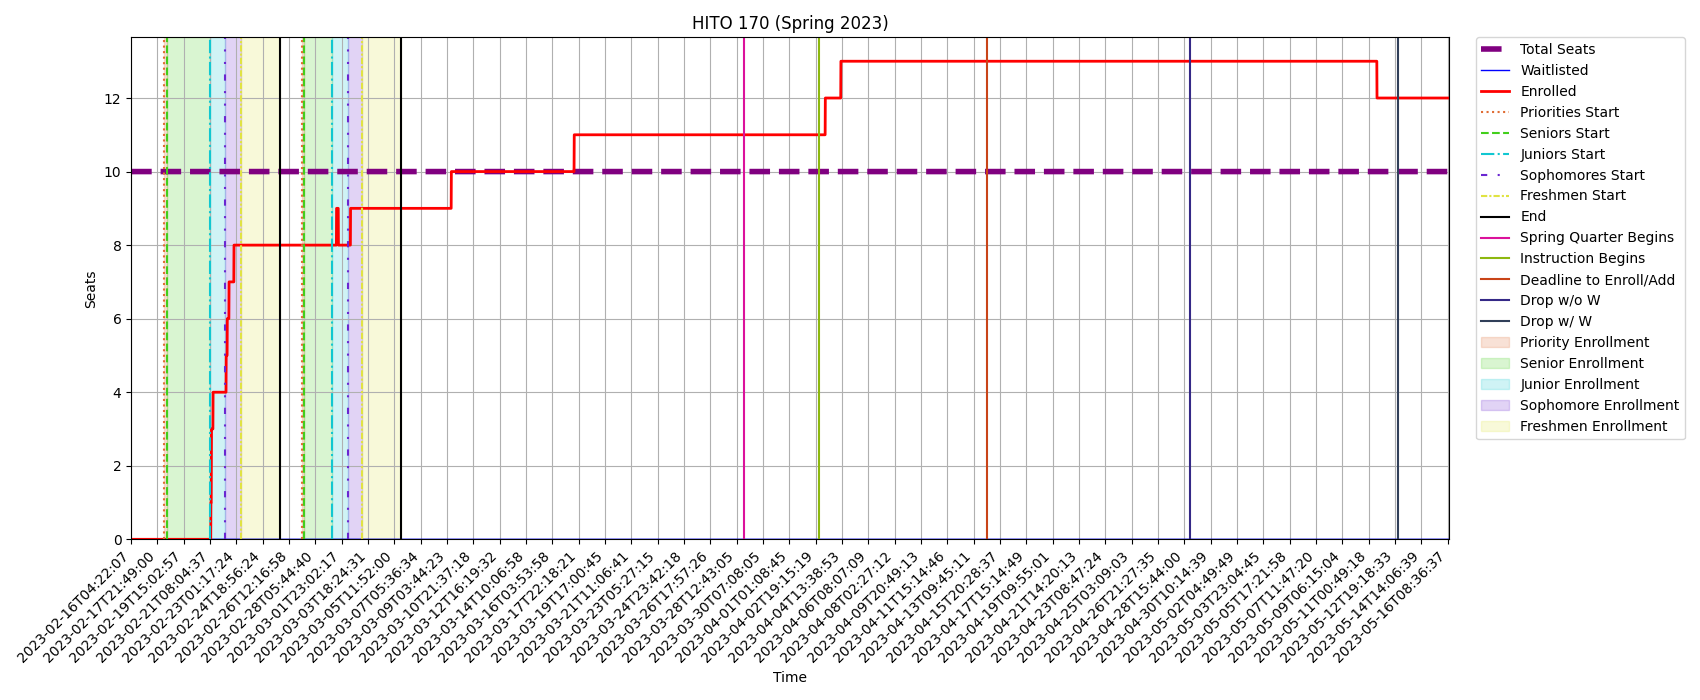 HITO 170 (Spring 2023)
Seats
12
10
8
6
4
2
0
2023-02-16T04:22:07
2023-02-17T21:49:00
2023-02-19T15:02:57
2023-02-21T08:04:37
2023-02-23T01:17:24
2023-02-24T18:56:24
2023-02-26T12:16:58
2023-02-28T05:44:40
2023-03-01T23:02:17
2023-03-03T18:24:31
2023-03-05T11:52:00
2023-03-07T05:36:34
2023-03-09T03:44:23
2023-03-10T21:37:18
2023-03-12T16:19:32
2023-03-14T10:06:58
2023-03-16T03:53:58
2023-03-17T22:18:21
2023-03-19T17:00:45
2023-03-21T11:06:41
2023-03-23T05:27:15
2023-03-24T23:42:18
2023-03-26T17:57:26
2023-03-28T12:43:05
2023-03-30T07:08:05
2023-04-01T01:08:45
2023-04-02T19:15:19
2023-04-04T13:38:53
2023-04-06T08:07:09
2023-04-08T02:27:12
2023-04-09T20:49:13
2023-04-11T15:14:46
2023-04-13T09:45:11
2023-04-15T20:28:37
2023-04-17T15:14:49
2023-04-19T09:55:01
2023-04-21T14:20:13
2023-04-23T08:47:24
2023-04-25T03:09:03
2023-04-26T21:27:35
2023-04-28T15:44:00
2023-04-30T10:14:39
2023-05-02T04:49:49
2023-05-03T23:04:45
2023-05-05T17:21:58
2023-05-07T11:47:20
2023-05-09T06:15:04
2023-05-11T00:49:18
2023-05-12T19:18:33
2023-05-14T14:06:39
2023-05-16T08:36:37
Time
Total Seats
Waitlisted
Enrolled
Priorities Start
Seniors Start
Juniors Start
Sophomores Start
Freshmen Start
End
Spring Quarter Begins
Instruction Begins
Deadline to Enroll/Add
Drop w/o W
Drop w/ W
Priority Enrollment
Senior Enrollment
Junior Enrollment
Sophomore Enrollment
Freshmen Enrollment